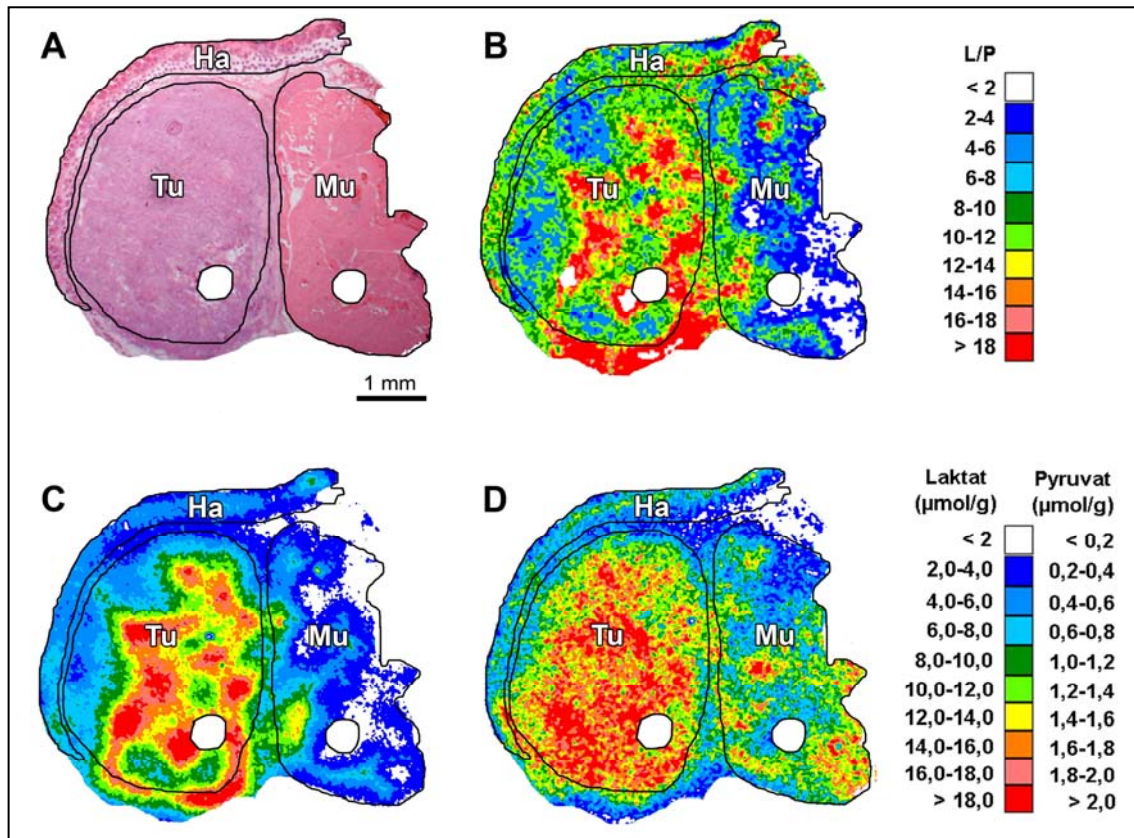 A
Ha
Tu
Mu
1 mm
B
Ha
Tu
Mu
L/P
< 2
2-4
4-6
6-8
8-10
10-12
12-14
14-16
16-18
> 18
C
Ha
Tu
Mu
D
Ha
Tu
Mu
Laktat Pyruvat
(µmol/g) (µmol/g)
< 2 < 0,2
2,0-4,0 0,2-0,4
4,0-6,0 0,4-0,6
6,0-8,0 0,6-0,8
8,0-10,0 1,0-1,2
10,0-12,0 1,2-1,4
12,0-14,0 1,4-1,6
14,0-16,0 1,6-1,8
16,0-18,0 1,8-2,0
> 18,0 > 2,0